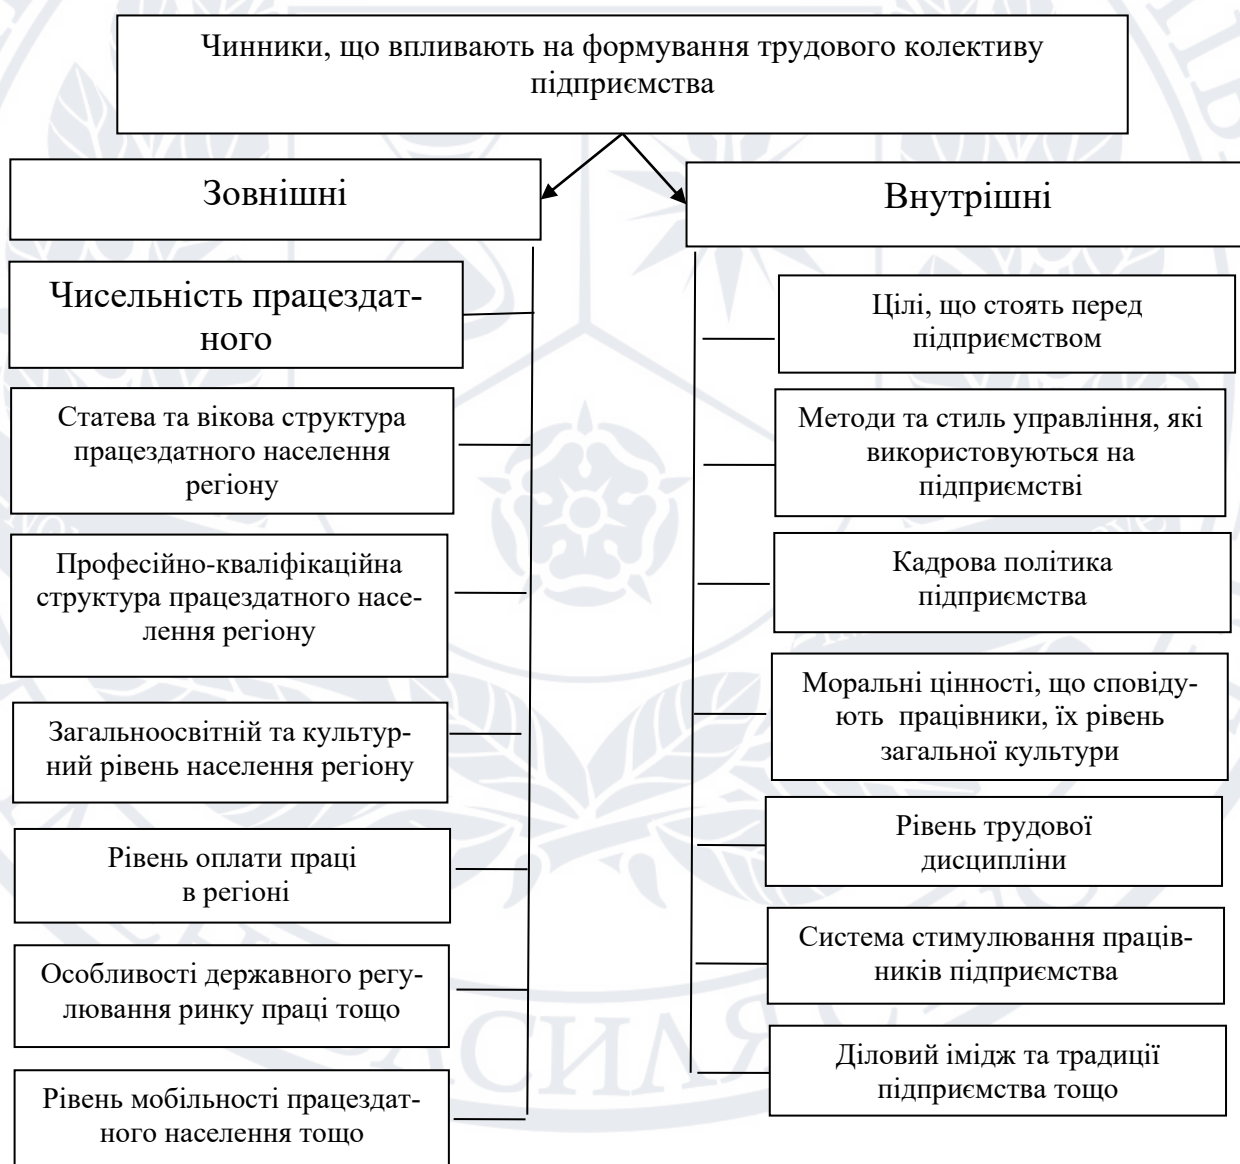 Чинники, що впливають на формування трудового колективу
підприємства
Зовнішні
Чисельність працездат-
ного
Статева та вікова структура
працездатного населення
регіону
Професійно-кваліфікаційна
структура працездатного насе-
лення регіону
Загальноосвітній та культур-
ний рівень населення регіону
Рівень оплати праці
в регіоні
Особливості державного регу-
лювання ринку праці тощо
Рівень мобільності працездат-
ного населення тощо
Внутрішні
Цілі, що стоять перед
підприємством
Методи та стиль управління, які
використовуються на
підприємстві
Кадрова політика
підприємства
Моральні цінності, що сповіду-
ють працівники, їх рівень
загальної культури
Рівень трудової
дисципліни
Система стимулювання праців-
ників підприємства
Діловий імідж та традиції
підприємства тощо